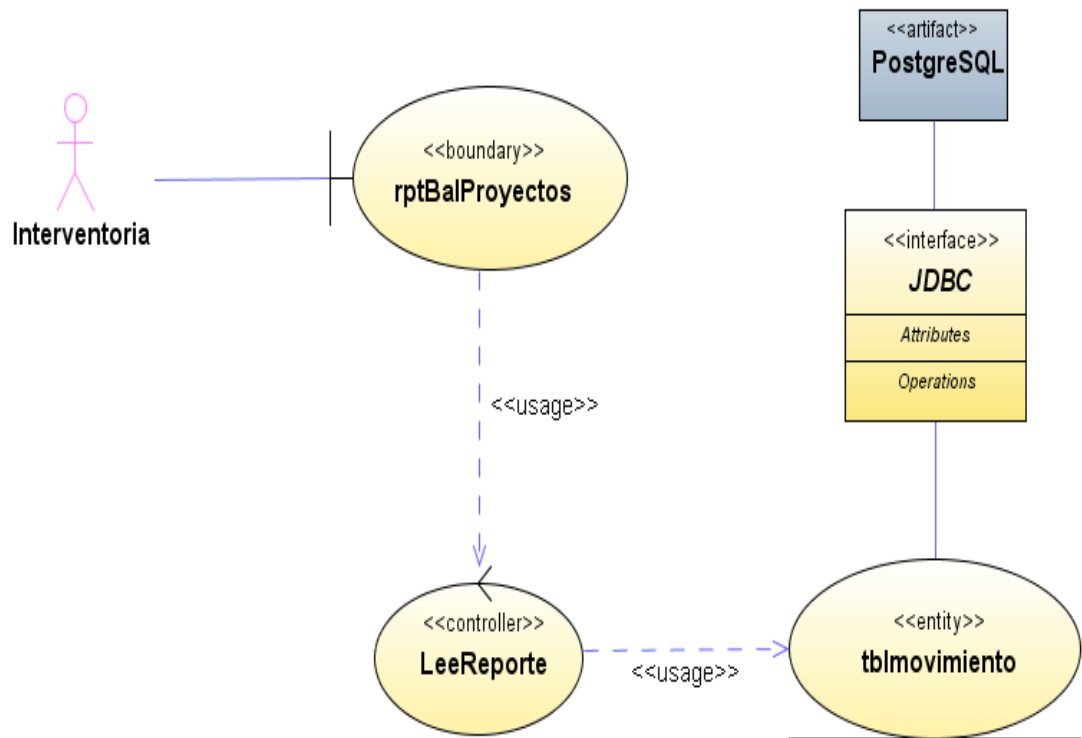 <<artifact>>
PostgreSQL
<<boundary>>
rptBalProyectos
Interventoria
<<interface>>
JDBC
Attributes
Operations
<<usage>>
<<controller>>
LeeReporte
<<usage>>
<<entity>>
tblmovimiento